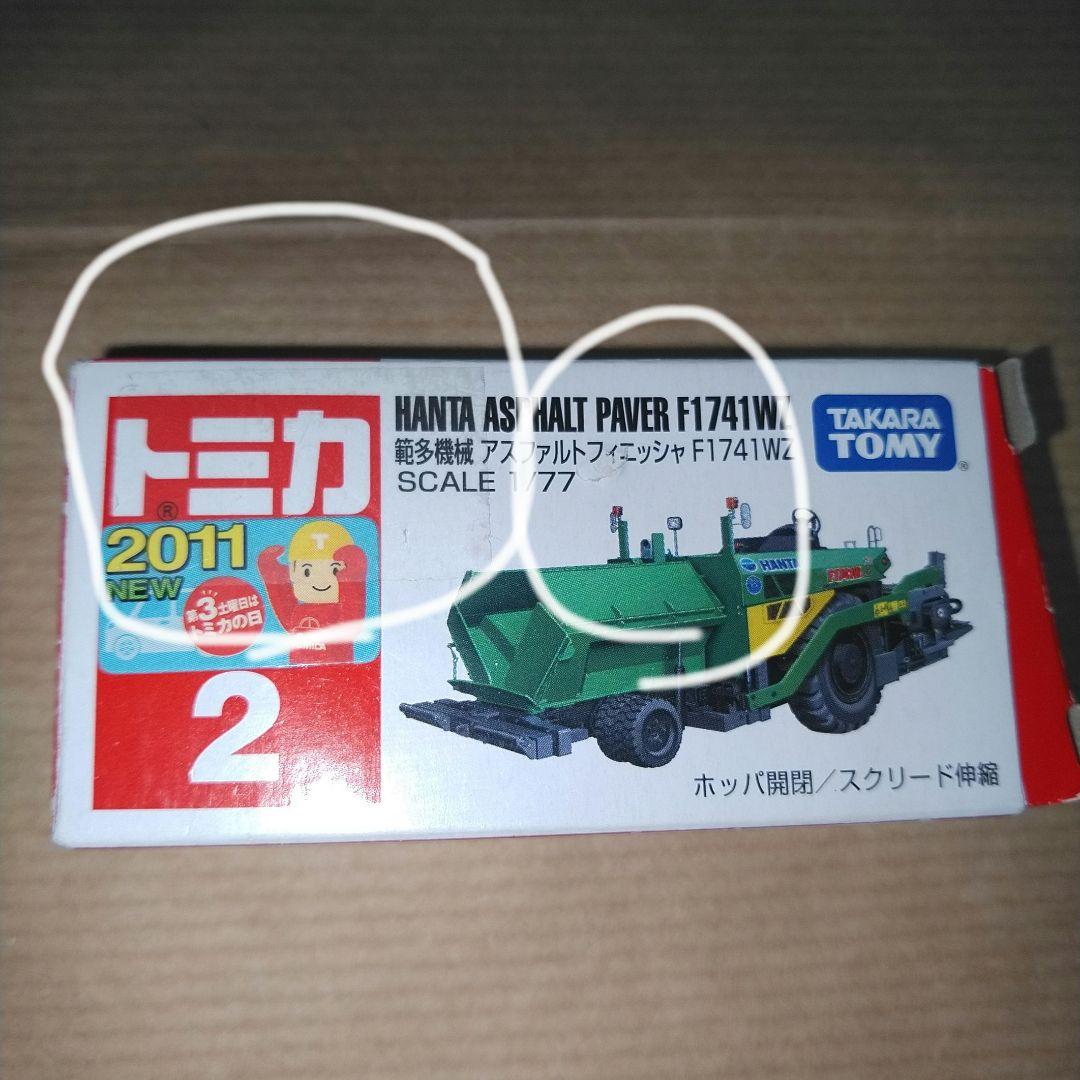 トミカ
®
2011
NEW
第3土曜日は
トミカの日
2
HANTA ASPHALT PAVER F1741WZ
範多機械 アスファルトフィニッシャ F1741WZ
SCALE 1/77
TAKARA
TOMY
®
HANTA
T
ホッパ開閉/スクリード伸縮